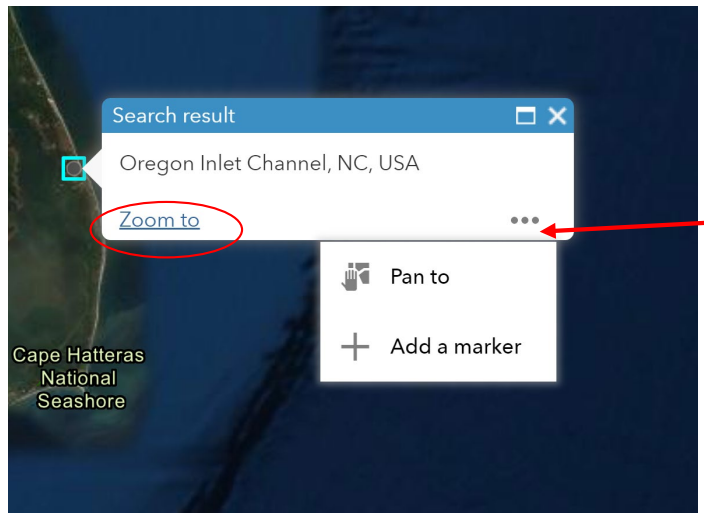 Search result
Oregon Inlet Channel, NC, USA
Zoom to
Pan to
Add a marker
Cape Hatteras
National
Seashore